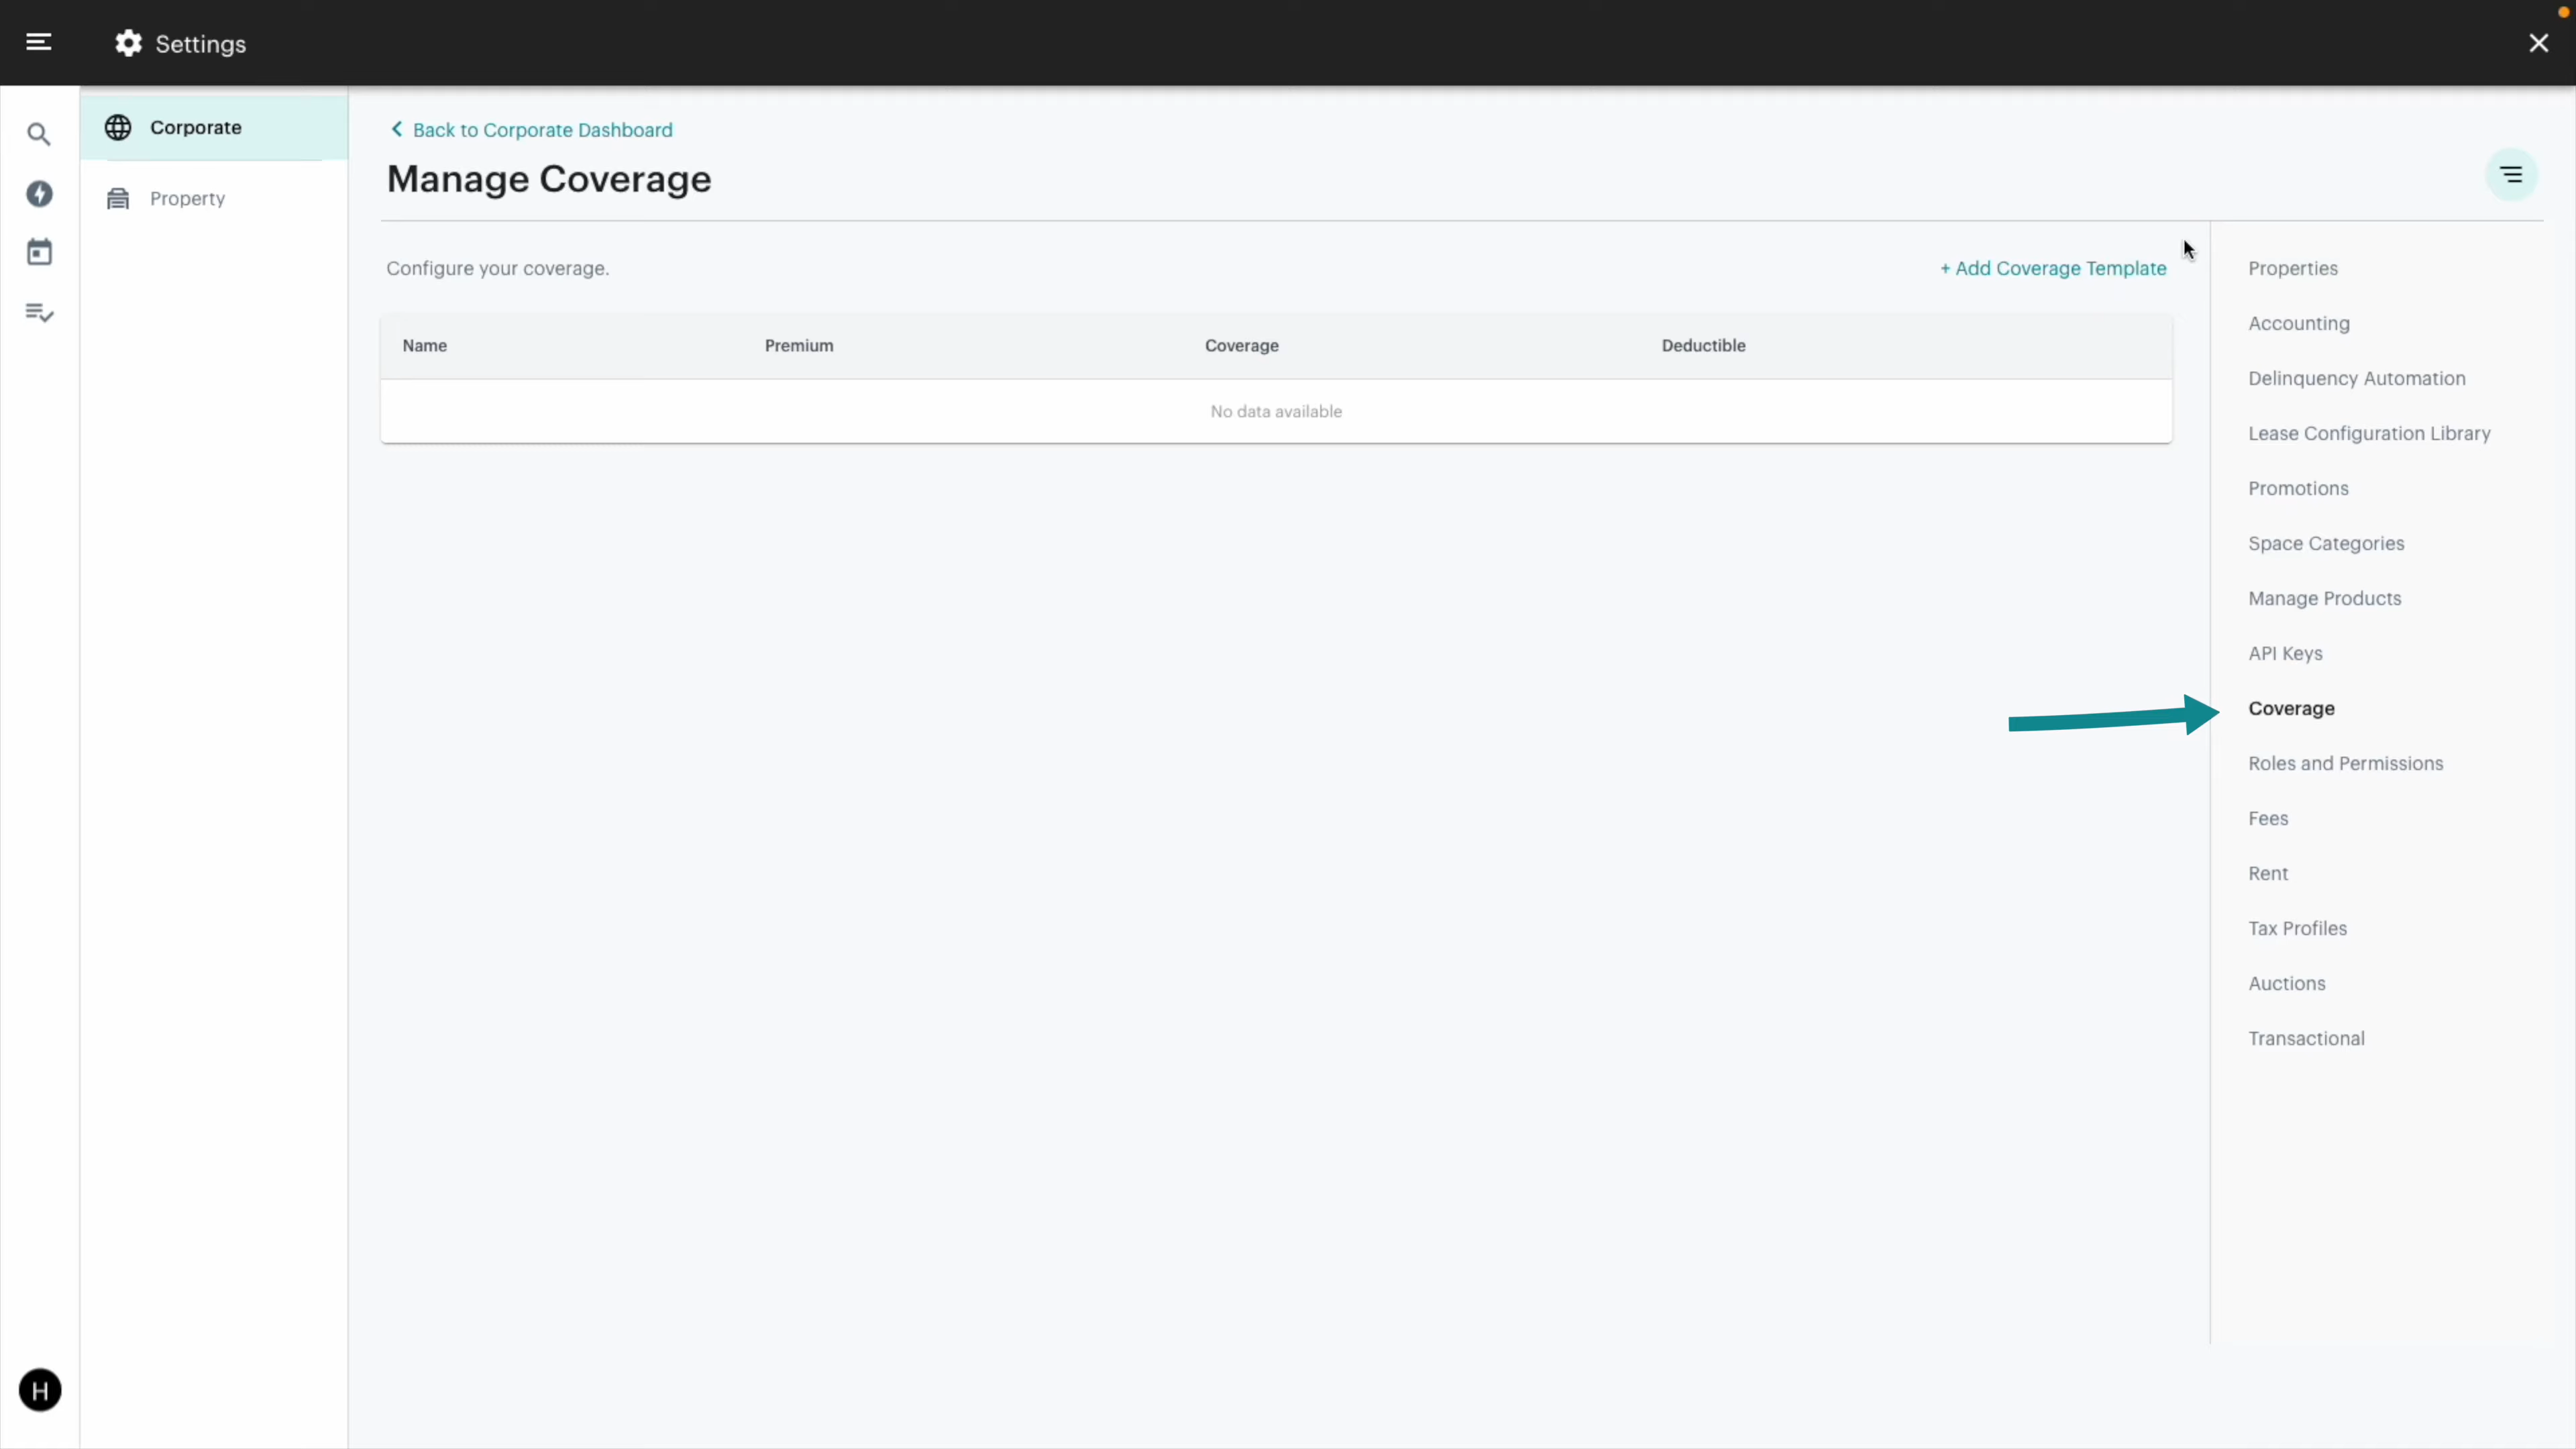 Settings
Corporate
Property
Back to Corporate Dashboard
Manage Coverage
Configure your coverage.
+ Add Coverage Template
Name Premium Coverage Deductible
No data available
Properties
Accounting
Delinquency Automation
Lease Configuration Library
Promotions
Space Categories
Manage Products
API Keys
Coverage
Roles and Permissions
Fees
Rent
Tax Profiles
Auctions
Transactional
H